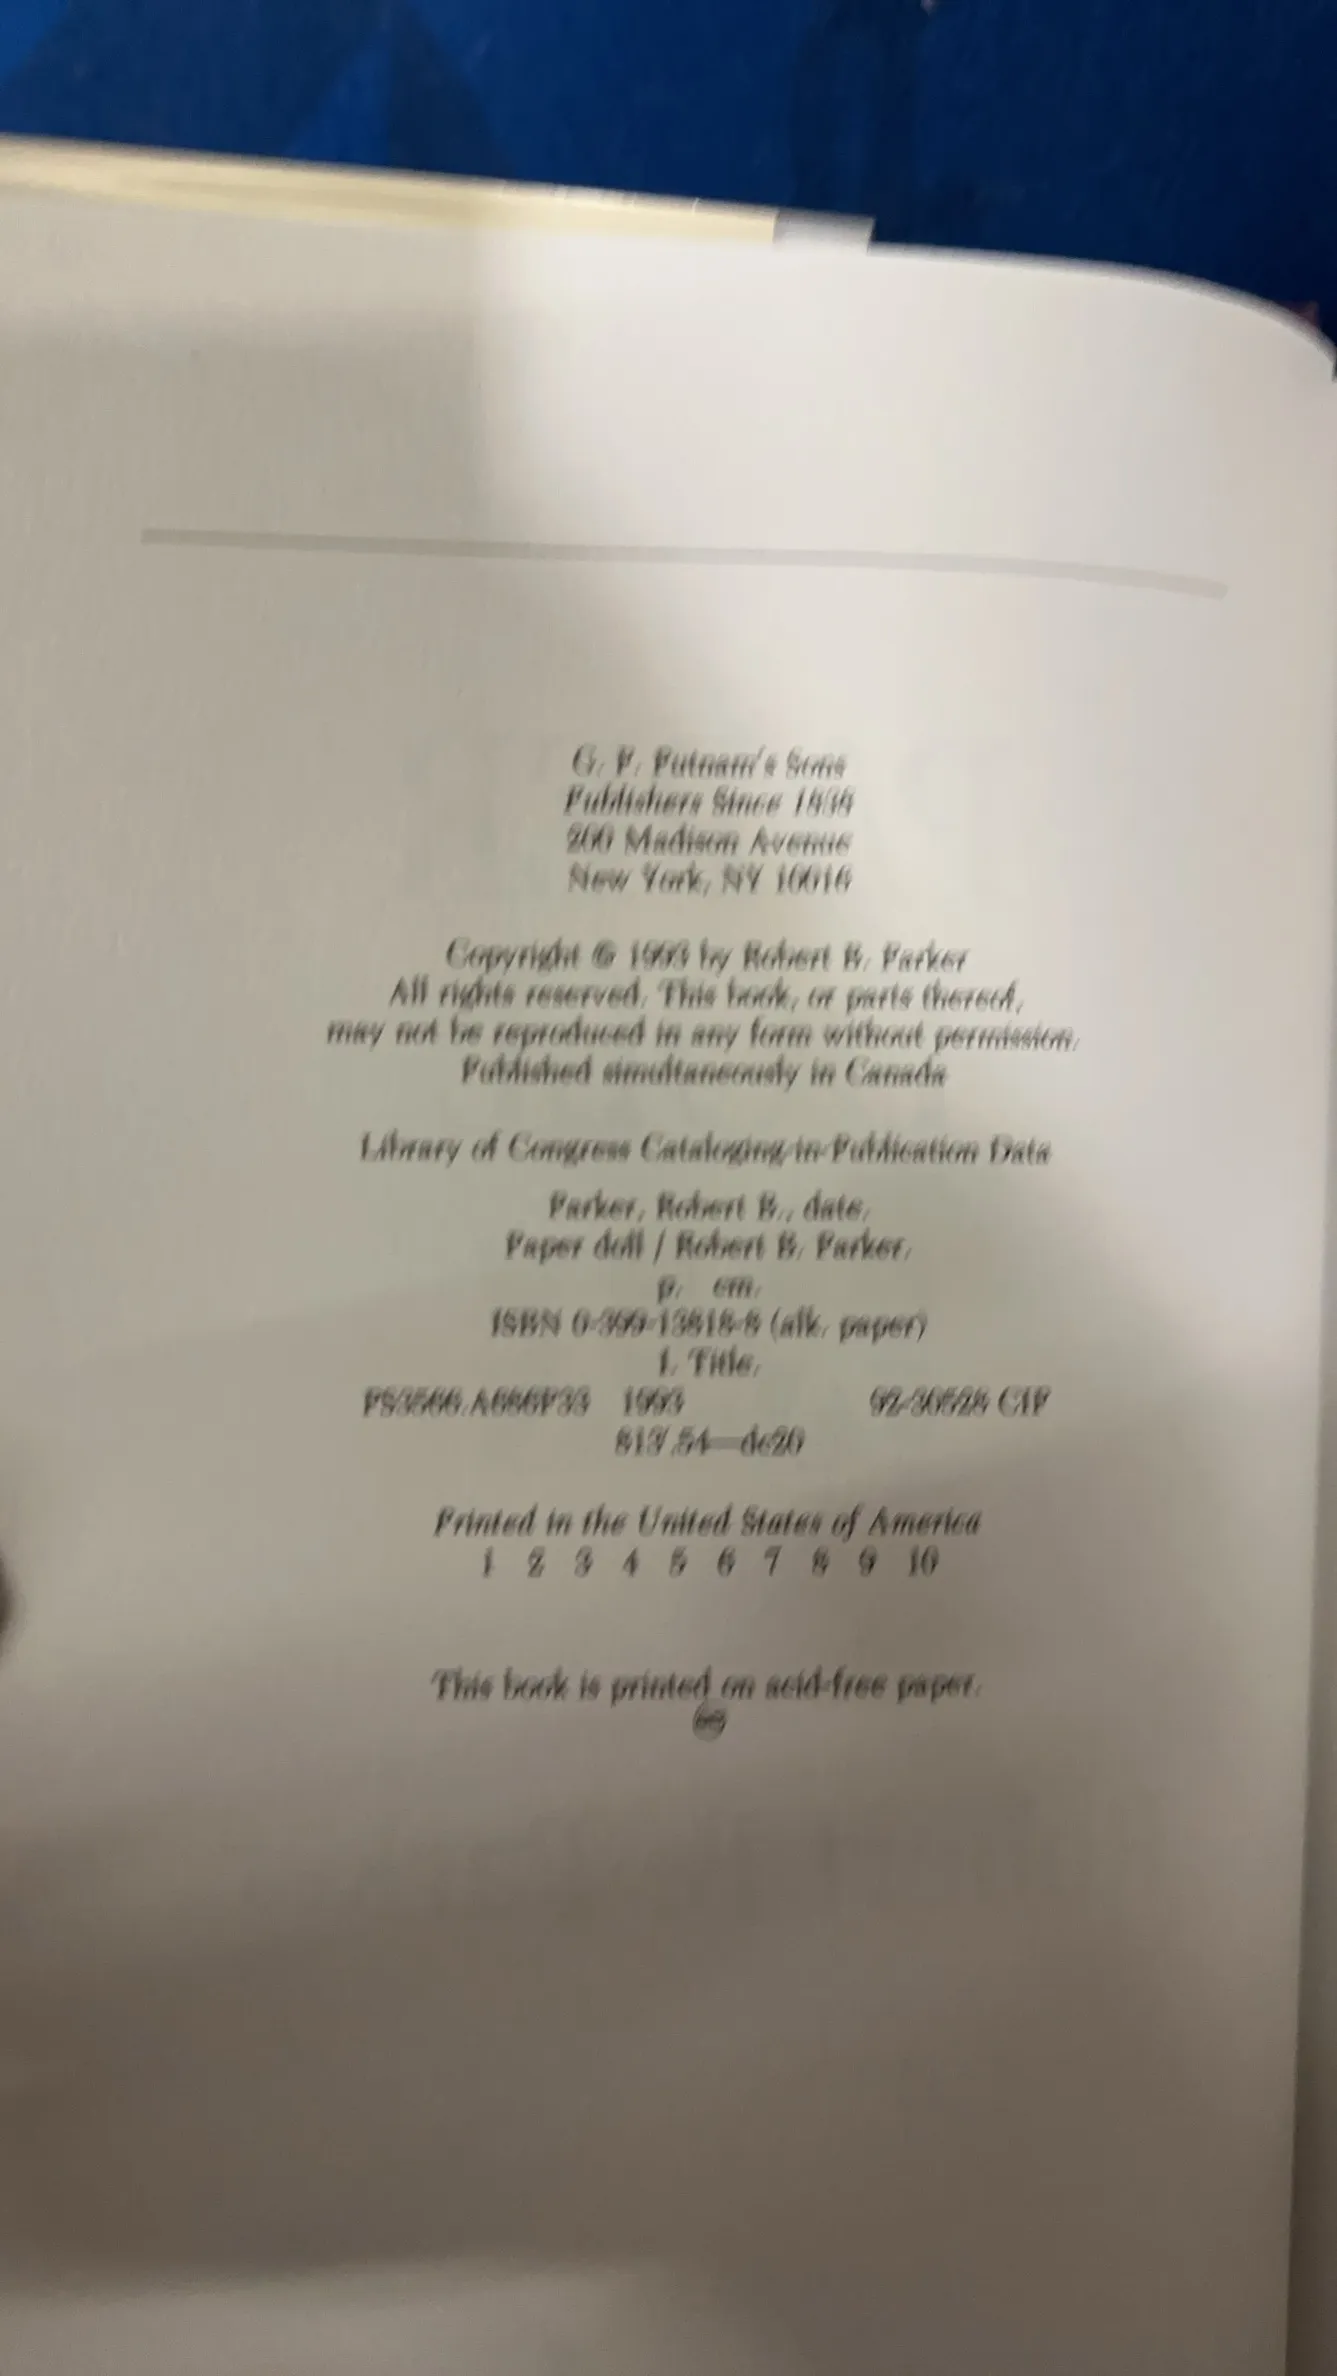 G. P. Putnam's Sons
Publishers Since 1838
200 Madison Avenue
New York, NY 10016
Copyright © 1993 by Robert B. Parker
All rights reserved. This book, or parts thereof,
may not be reproduced in any form without permission.
Published simultaneously in Canada
Library of Congress Cataloging-in-Publication Data
Parker, Robert B., date.
Paper doll / Robert B. Parker.
p. cm.
ISBN 0-399-13818-8 (alk. paper)
I. Title.
PS3566.A686P33 1993 92-30528 CIP
813'.54—dc20
Printed in the United States of America
1 2 3 4 5 6 7 8 9 10
This book is printed on acid-free paper.